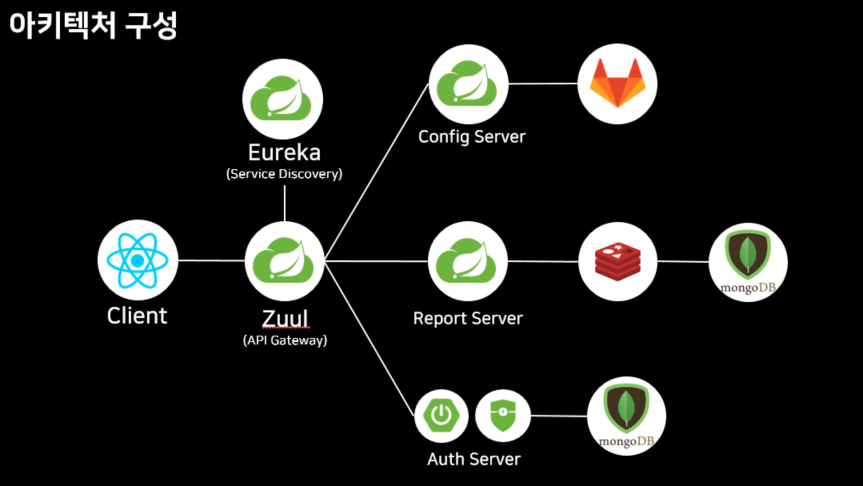 아키텍처 구성
Eureka
(Service Discovery)
Config Server
Client
Zuul
(API Gateway)
Report Server
mongoDB
Auth Server
mongoDB